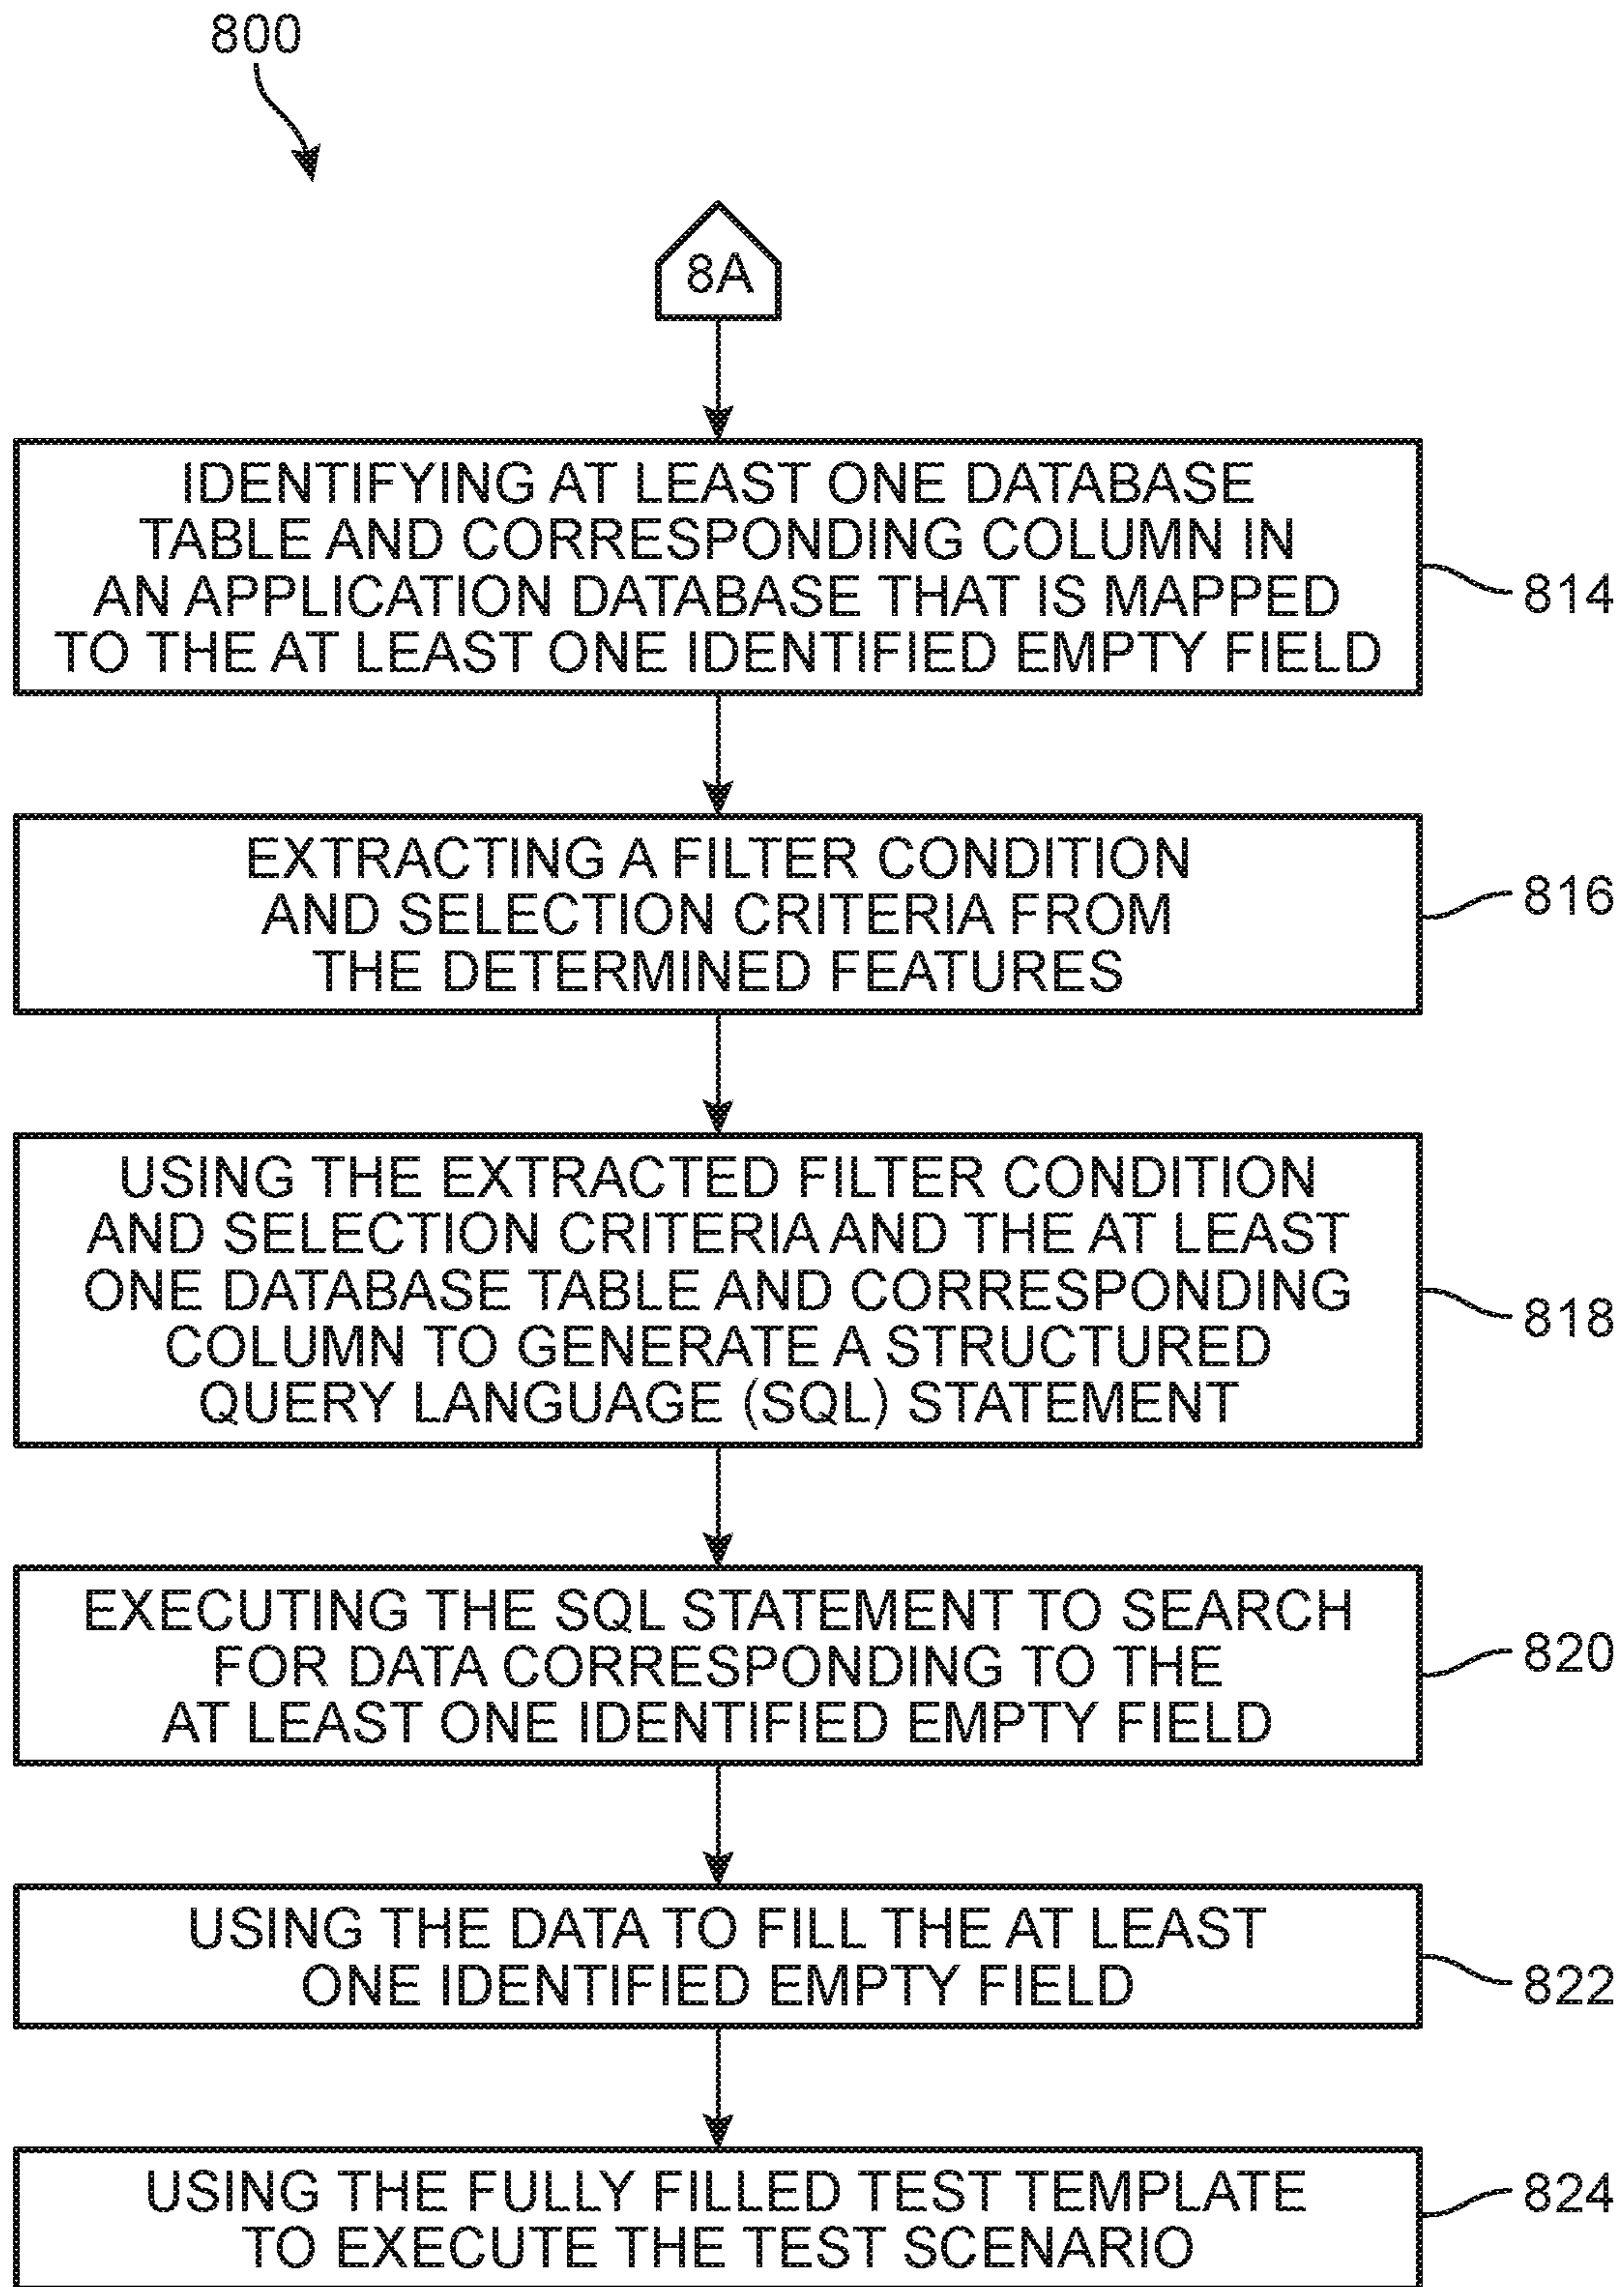 800
8A
IDENTIFYING AT LEAST ONE DATABASE
TABLE AND CORRESPONDING COLUMN IN
AN APPLICATION DATABASE THAT IS MAPPED
TO THE AT LEAST ONE IDENTIFIED EMPTY FIELD
814
EXTRACTING A FILTER CONDITION
AND SELECTION CRITERIA FROM
THE DETERMINED FEATURES
816
USING THE EXTRACTED FILTER CONDITION
AND SELECTION CRITERIA AND THE AT LEAST
ONE DATABASE TABLE AND CORRESPONDING
COLUMN TO GENERATE A STRUCTURED
QUERY LANGUAGE (SQL) STATEMENT
818
EXECUTING THE SQL STATEMENT TO SEARCH
FOR DATA CORRESPONDING TO THE
AT LEAST ONE IDENTIFIED EMPTY FIELD
820
USING THE DATA TO FILL THE AT LEAST
ONE IDENTIFIED EMPTY FIELD
822
USING THE FULLY FILLED TEST TEMPLATE
TO EXECUTE THE TEST SCENARIO
824